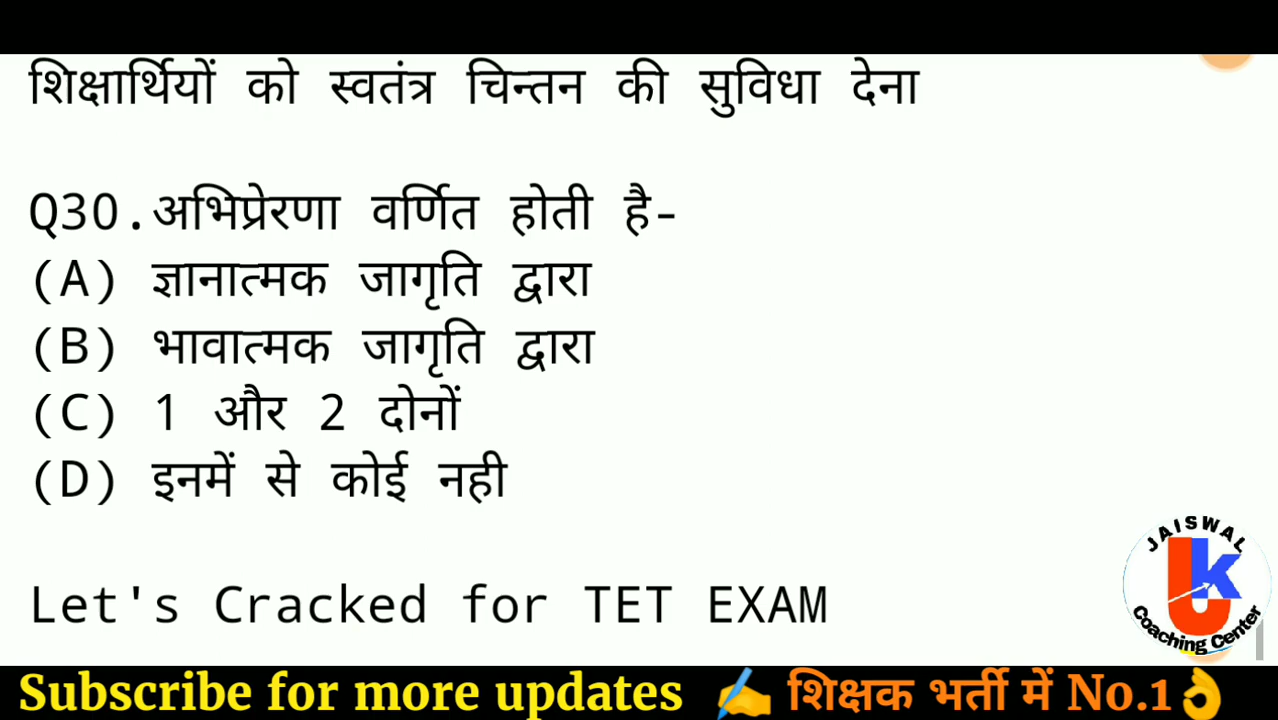 शिक्षार्थियों को स्वतंत्र चिन्तन की सुविधा देना
Q30.अभिप्रेरणा वर्णित होती है-
(A) ज्ञानात्मक जागृति द्वारा
(B) भावात्मक जागृति द्वारा
(C) 1 और 2 दोनों
(D) इनमें से कोई नही
Let's Cracked for TET EXAM
JAISWAL
UK
Coaching Center
Subscribe for more updates ✍️ शिक्षक भर्ती में No.1👌